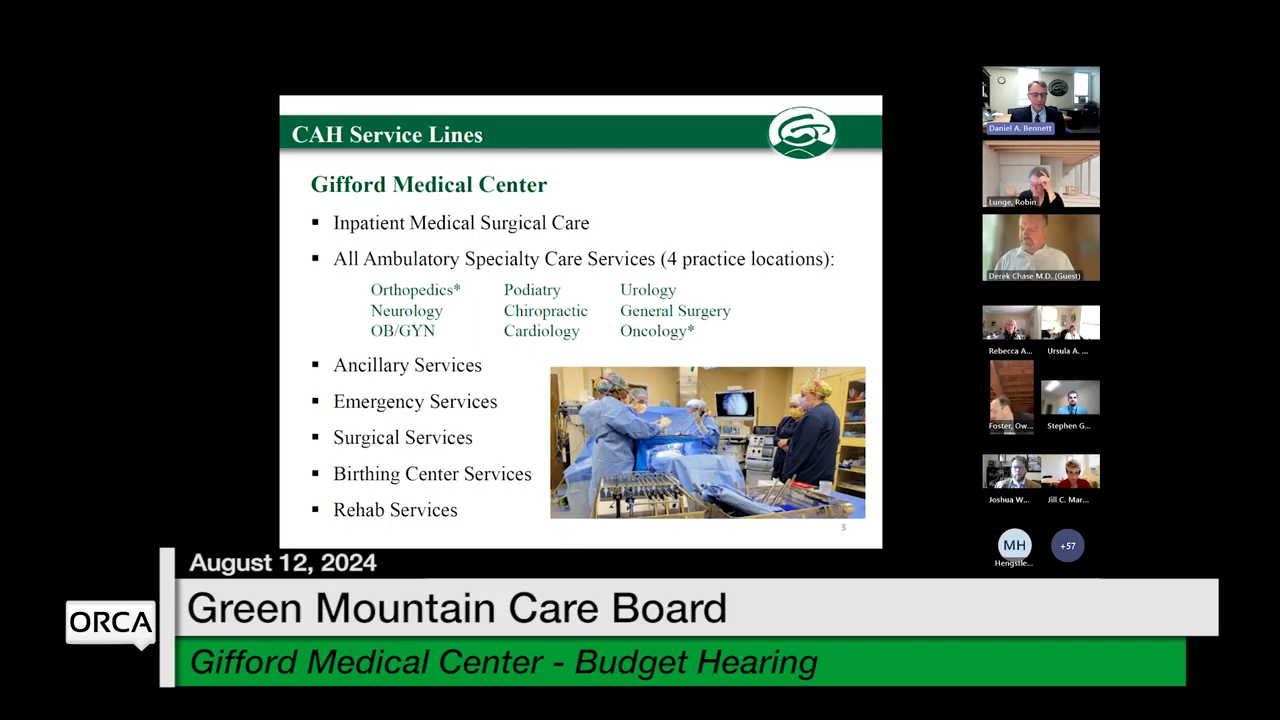 CAH Service Lines
Gifford Medical Center
Inpatient Medical Surgical Care
All Ambulatory Specialty Care Services (4 practice locations):
Orthopedics* Podiatry Urology
Neurology Chiropractic General Surgery
OB/GYN Cardiology Oncology*
Ancillary Services
Emergency Services
Surgical Services
Birthing Center Services
Rehab Services
3
Daniel A. Bennett
Lunge, Robin
Derek Chase M.D. (Guest)
Rebecca A... Ursula A. ...
Foster, Ow... Stephen G...
Joshua W... Jill C. Mar...
MH +57
Hengstle...
August 12, 2024
ORCA
Green Mountain Care Board
Gifford Medical Center - Budget Hearing